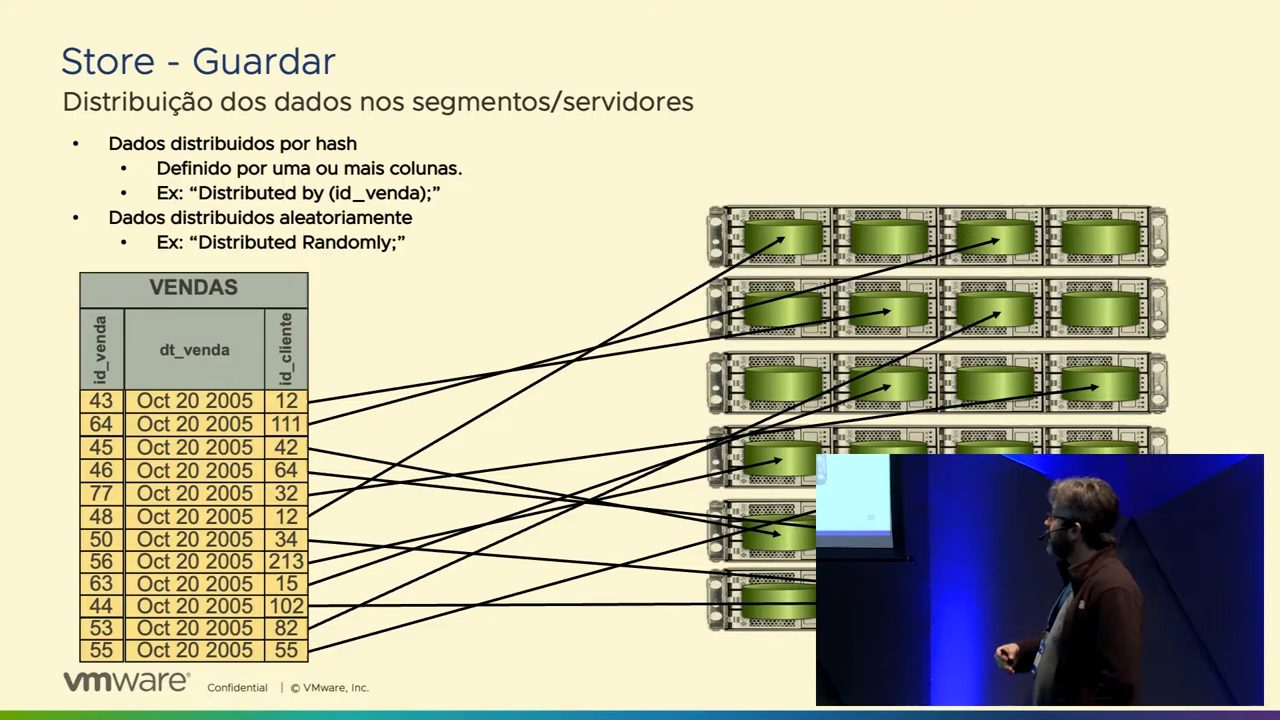 Store - Guardar
Distribuição dos dados nos segmentos/servidores
• Dados distribuidos por hash
• Definido por uma ou mais colunas.
• Ex: “Distributed by (id_venda);”
• Dados distribuidos aleatoriamente
• Ex: “Distributed Randomly;”
VENDAS
id_venda dt_venda id_cliente
43 Oct 20 2005 12
64 Oct 20 2005 111
45 Oct 20 2005 42
46 Oct 20 2005 64
77 Oct 20 2005 32
48 Oct 20 2005 12
50 Oct 20 2005 34
56 Oct 20 2005 213
63 Oct 20 2005 15
44 Oct 20 2005 102
53 Oct 20 2005 82
55 Oct 20 2005 55
vmware® Confidential | © VMware, Inc.